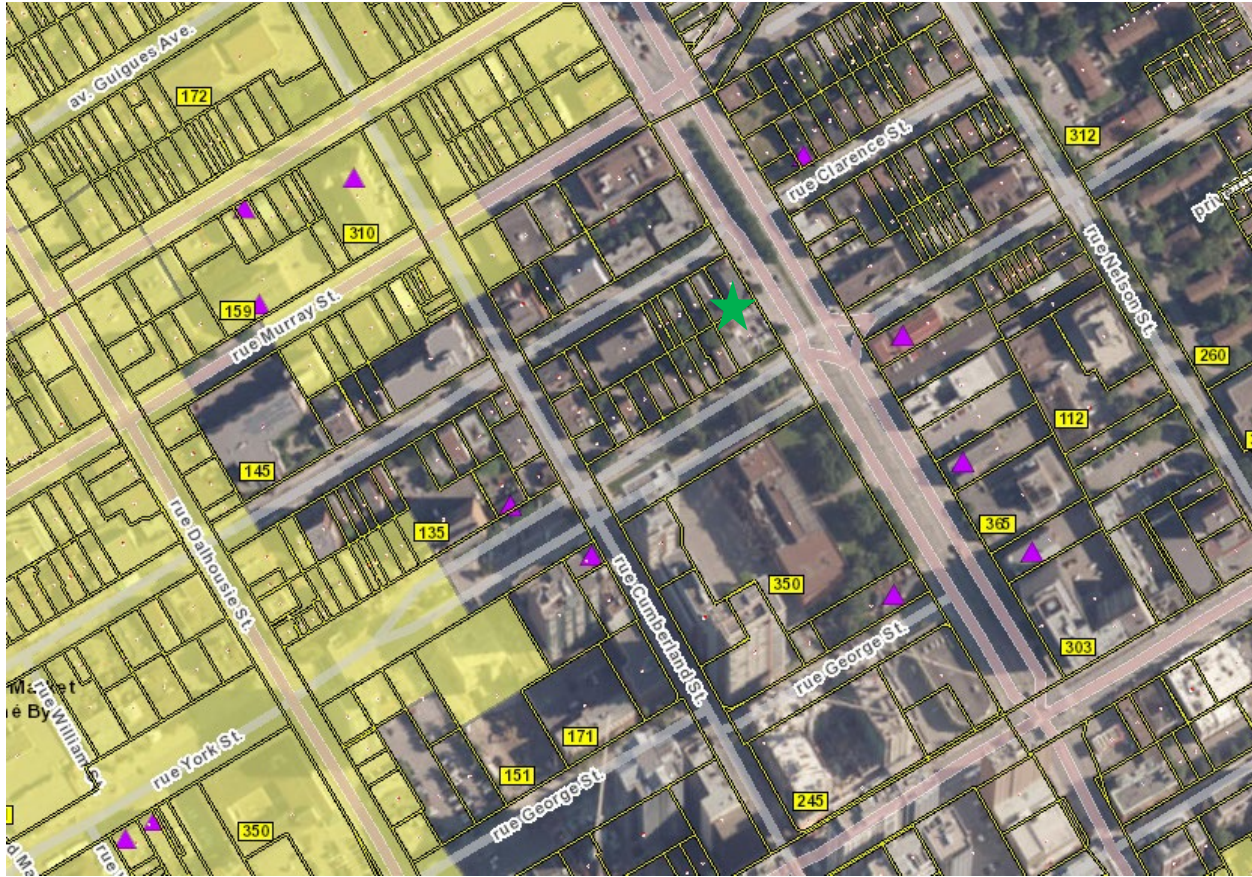 av. Guigues Ave.
172
rue Clarence St.
312
310
159
rue Murray St.
rue Nelson St.
260
112
145
135
rue Dalhousie St.
365
350
rue Cumberland St.
rue George St.
303
Market
é By
rue William St.
rue York St.
171
151
rue George St.
245
350